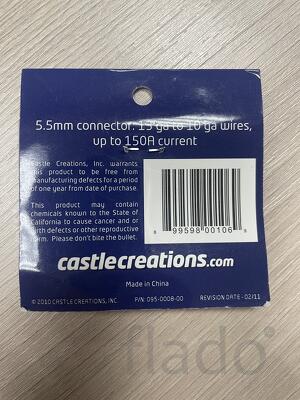 5.5mm connector. 13 ga to 10 ga wires,
up to 150A current
Castle Creations, Inc. warrants
this product to be free from
manufacturing defects for a period
of one year from date of purchase.
This product may contain
chemicals known to the State of
California to cause cancer and or
birth defects or other reproductive
harm. Please don't bite the bullet.
8 99598 00106 8
castlecreations.com
Made in China
© 2010 CASTLE CREATIONS, INC.
P/N: 095-0008-00
REVISION DATE - 02/11
flado